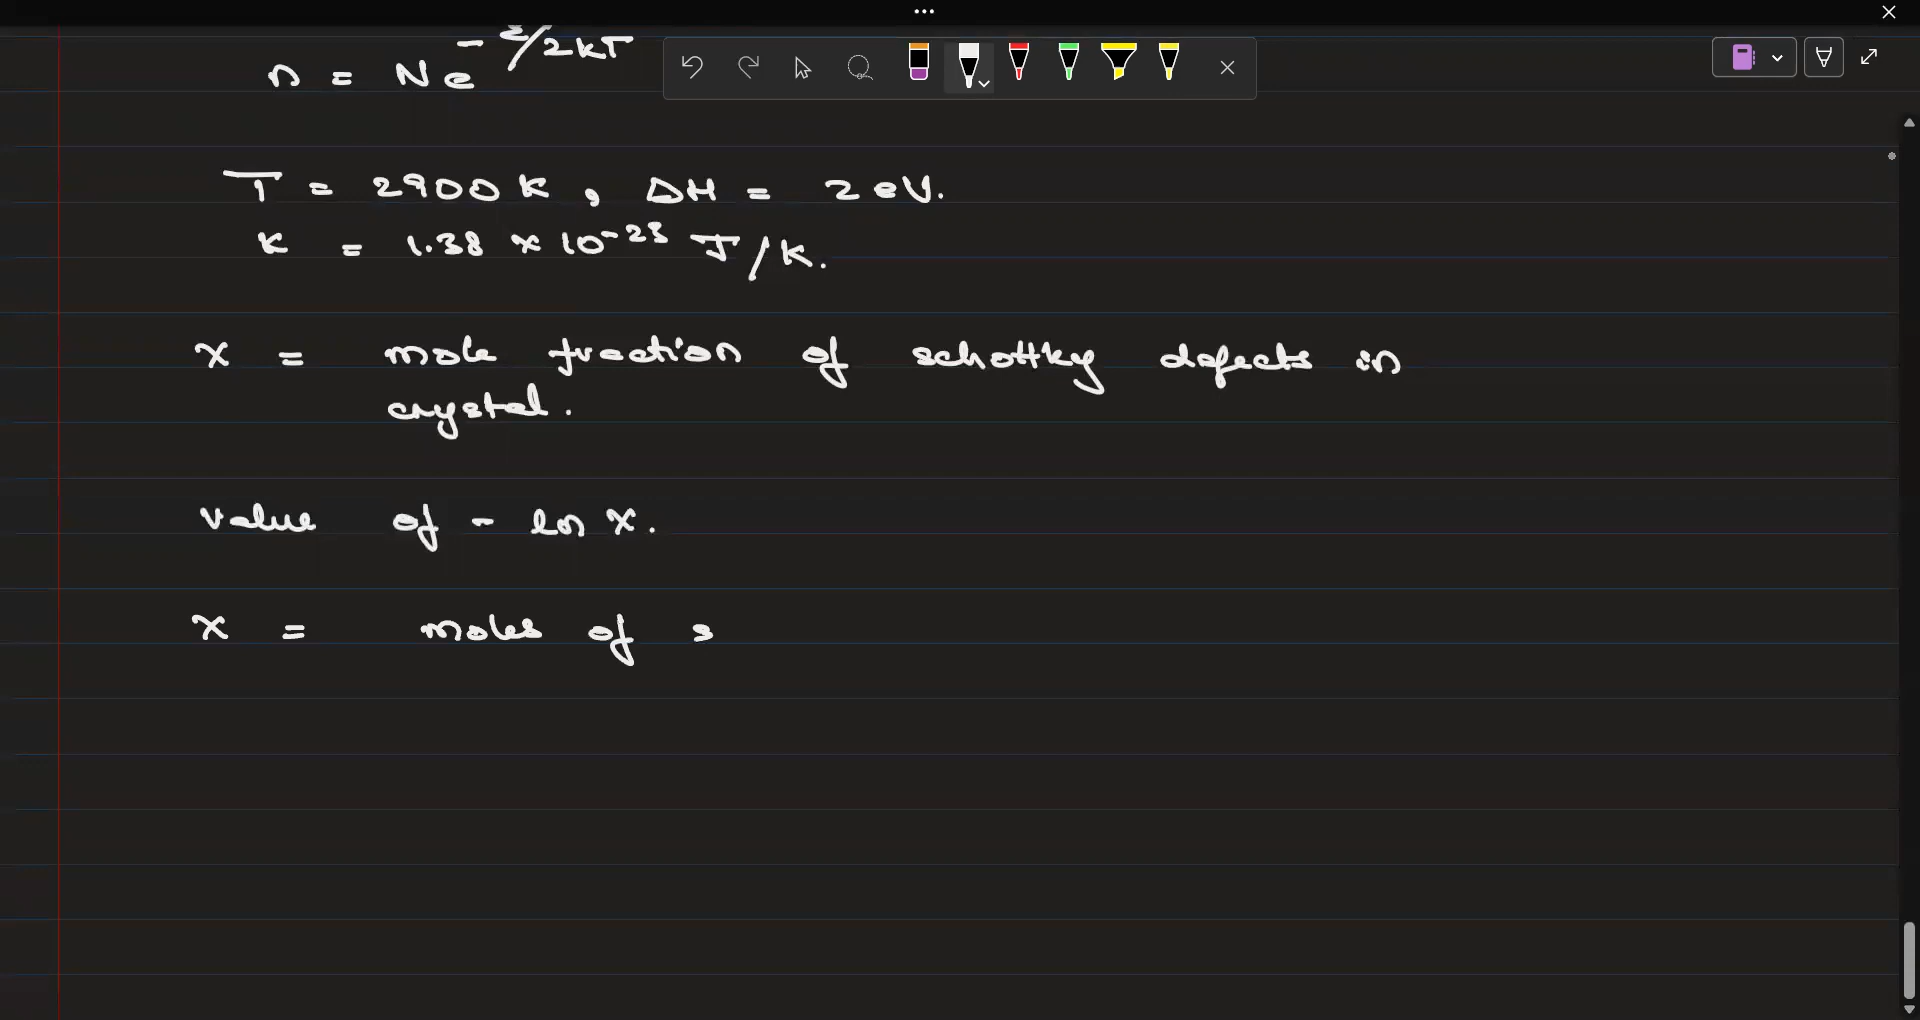 n = N e^-ε/2kT
T = 2900 K, ΔH = 2 eV.
K = 1.38 × 10^-23 J/K.
x = mole fraction of schottky defects in
crystal.
value of - ln x.
x = moles of s